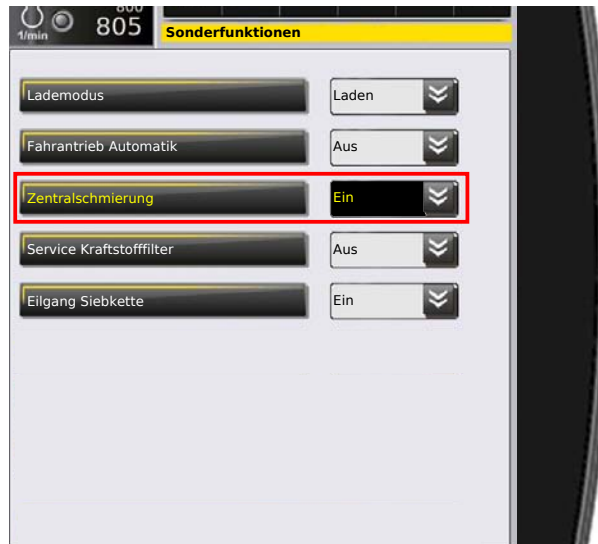 800
1/min 805
Sonderfunktionen
Lademodus Laden
Fahrantrieb Automatik Aus
Zentralschmierung Ein
Service Kraftstofffilter Aus
Eilgang Siebkette Ein